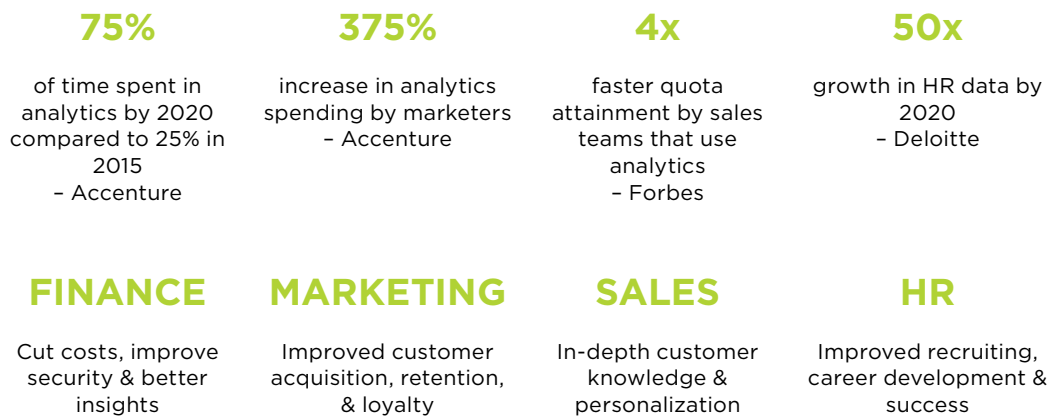 75%
of time spent in
analytics by 2020
compared to 25% in
2015
– Accenture
375%
increase in analytics
spending by marketers
– Accenture
4x
faster quota
attainment by sales
teams that use
analytics
– Forbes
50x
growth in HR data by
2020
– Deloitte
FINANCE
Cut costs, improve
security & better
insights
MARKETING
Improved customer
acquisition, retention,
& loyalty
SALES
In-depth customer
knowledge &
personalization
HR
Improved recruiting,
career development &
success